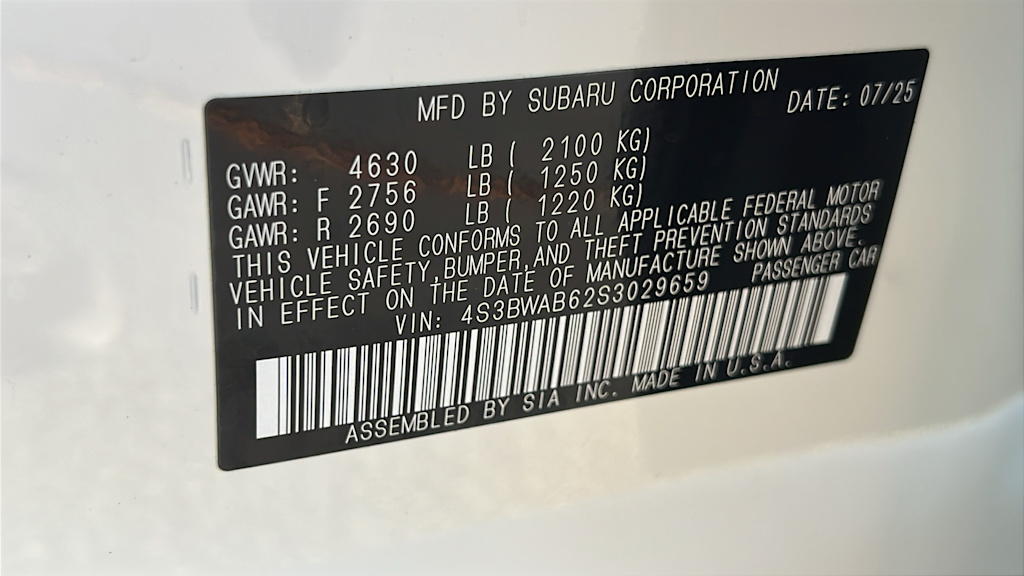 MFD BY SUBARU CORPORATION DATE: 07/25
GVWR: 4630 LB ( 2100 KG)
GAWR: F 2756 LB ( 1250 KG)
GAWR: R 2690 LB ( 1220 KG)
THIS VEHICLE CONFORMS TO ALL APPLICABLE FEDERAL MOTOR
VEHICLE SAFETY, BUMPER, AND THEFT PREVENTION STANDARDS
IN EFFECT ON THE DATE OF MANUFACTURE SHOWN ABOVE.
VIN: 4S3BWAB62S3029659 PASSENGER CAR
ASSEMBLED BY SIA INC. MADE IN U.S.A.